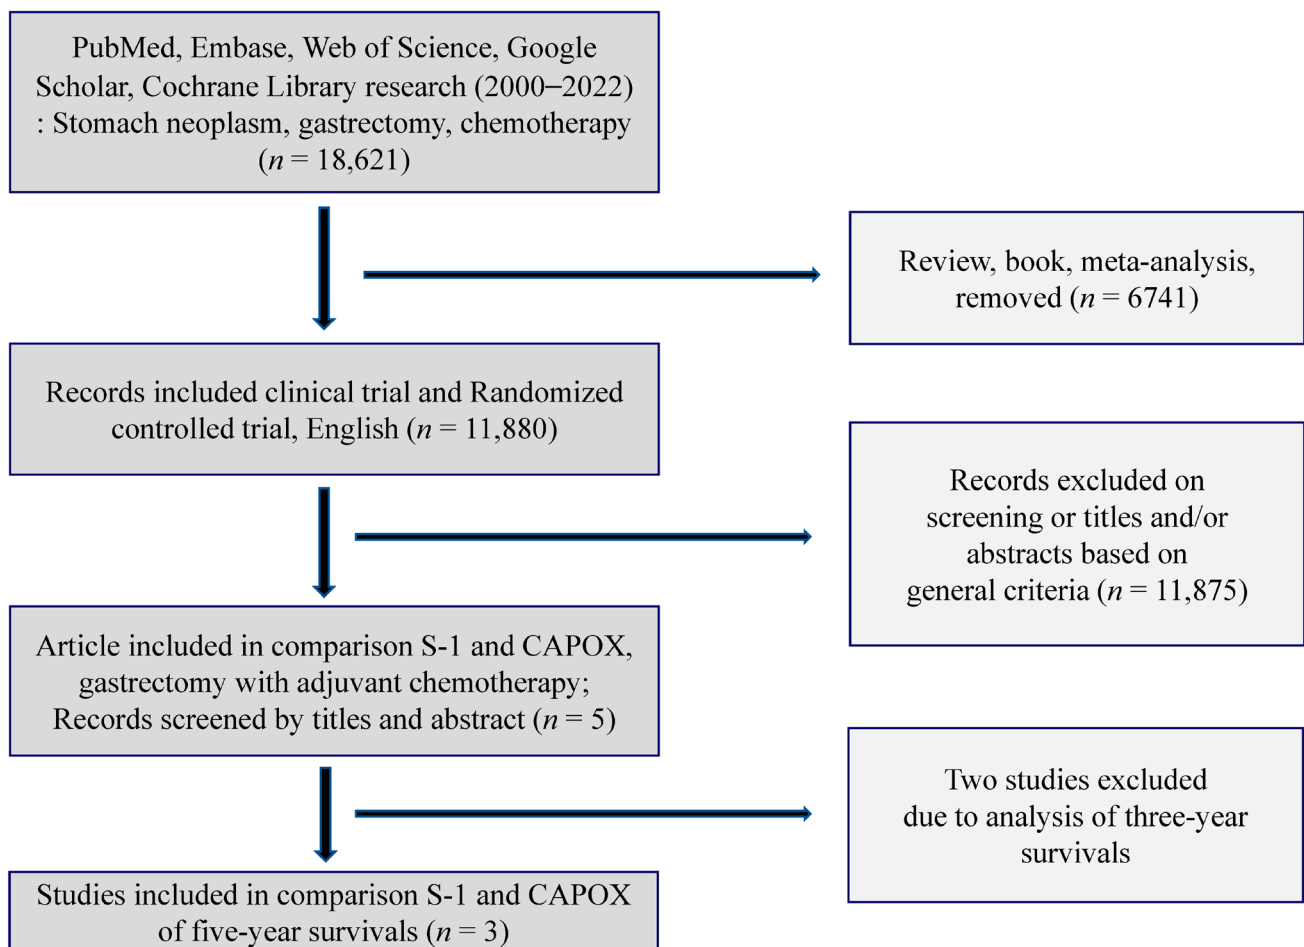 PubMed, Embase, Web of Science, Google
Scholar, Cochrane Library research (2000–2022)
: Stomach neoplasm, gastrectomy, chemotherapy
(n = 18,621)
Review, book, meta-analysis,
removed (n = 6741)
Records included clinical trial and Randomized
controlled trial, English (n = 11,880)
Records excluded on
screening or titles and/or
abstracts based on
general criteria (n = 11,875)
Article included in comparison S-1 and CAPOX,
gastrectomy with adjuvant chemotherapy;
Records screened by titles and abstract (n = 5)
Two studies excluded
due to analysis of three-year
survivals
Studies included in comparison S-1 and CAPOX
of five-year survivals (n = 3)